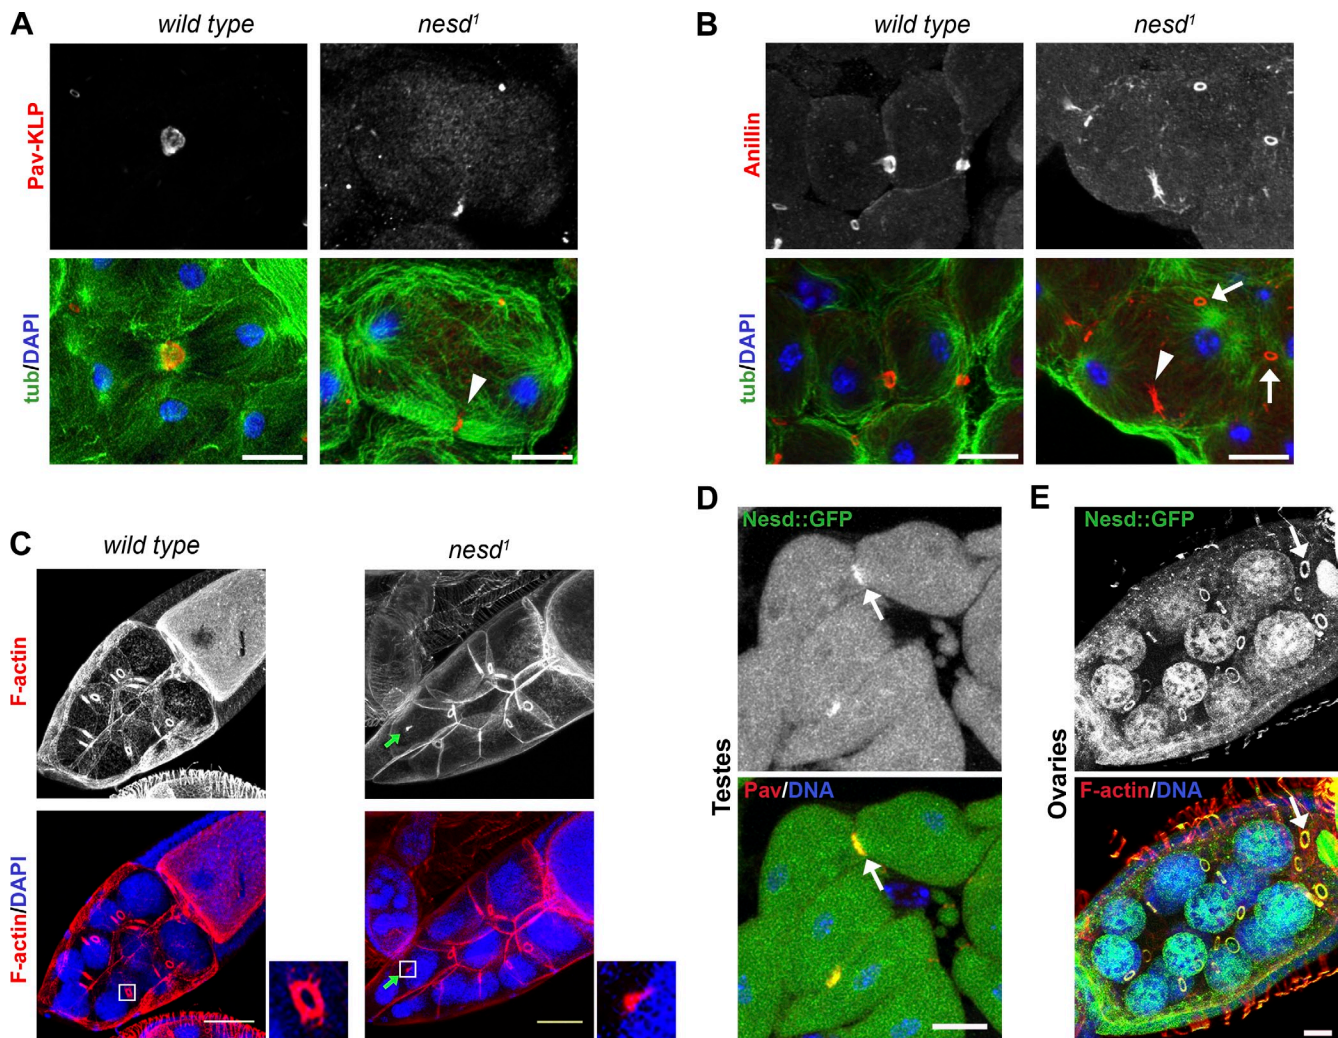 A
wild type
nesd¹
Pav-KLP
tub/DAPI
B
wild type
nesd¹
Anillin
tub/DAPI
C
wild type
nesd¹
F-actin
F-actin/DAPI
D
Nesd::GFP
Testes
Pav/DNA
E
Nesd::GFP
Ovaries
F-actin/DNA